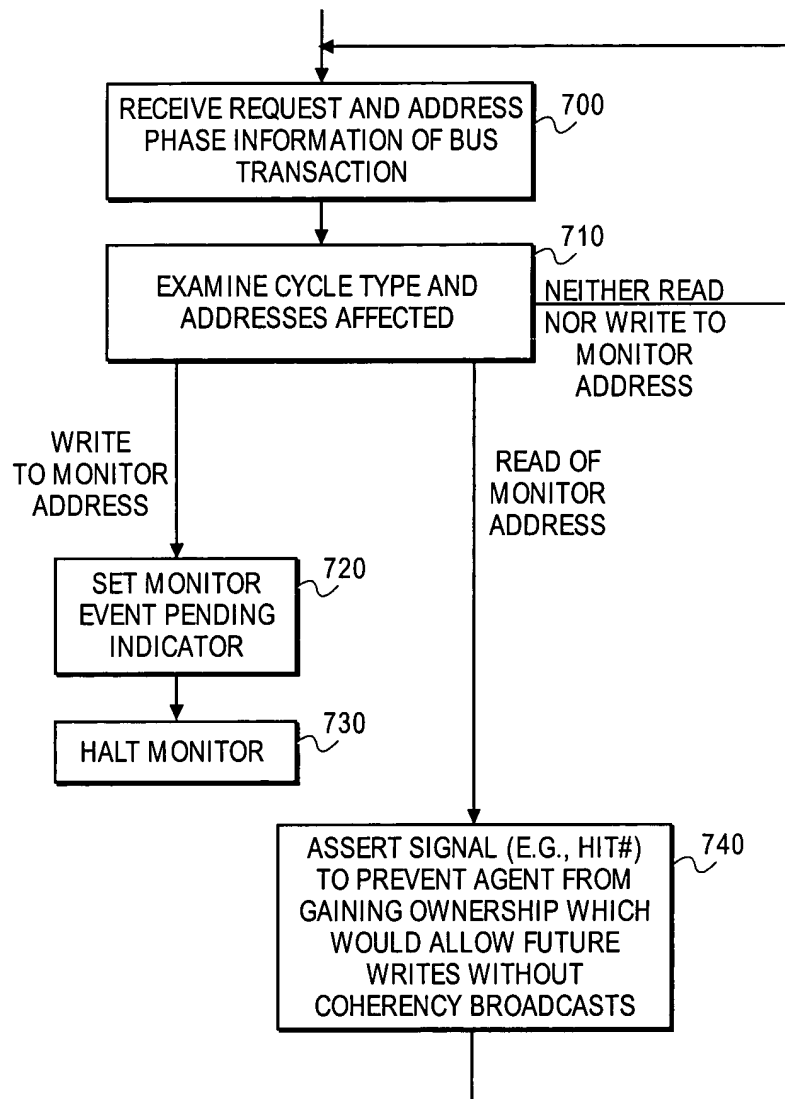 RECEIVE REQUEST AND ADDRESS
PHASE INFORMATION OF BUS
TRANSACTION
700
EXAMINE CYCLE TYPE AND
ADDRESSES AFFECTED
710
NEITHER READ
NOR WRITE TO
MONITOR
ADDRESS
WRITE
TO MONITOR
ADDRESS
READ OF
MONITOR
ADDRESS
SET MONITOR
EVENT PENDING
INDICATOR
720
HALT MONITOR
730
ASSERT SIGNAL (E.G., HIT#)
TO PREVENT AGENT FROM
GAINING OWNERSHIP WHICH
WOULD ALLOW FUTURE
WRITES WITHOUT
COHERENCY BROADCASTS
740